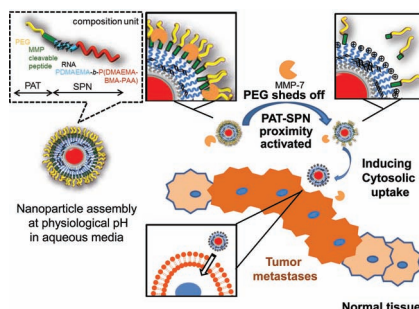 composition unit
PEG
MMP
cleavable
peptide
RNA
PDMAEMA-b-P(DMAEMA-
BMA-PAA)
PAT
SPN
MMP-7
PEG sheds off
PAT-SPN
proximity
activated
Inducing
Cytosolic
uptake
Nanoparticle assembly
at physiological pH
in aqueous media
Tumor
metastases
Normal tissue